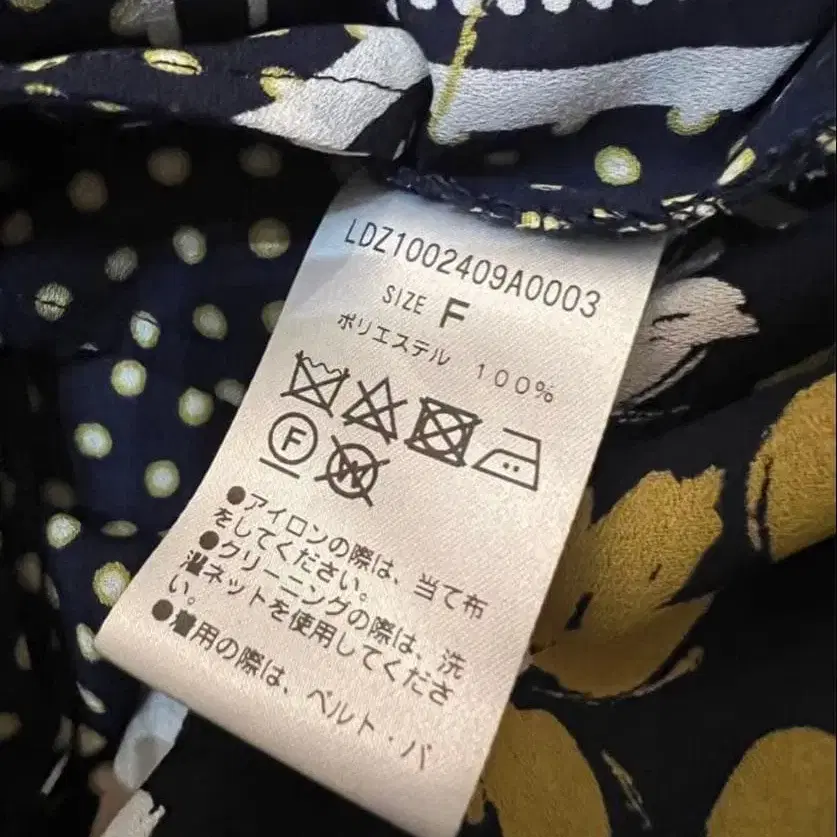 LDZ1002409A0003
SIZE F
ポリエステル 100%
F
W
●アイロンの際は、当て布
をしてください。
●クリーニングの際は、洗
濯ネットを使用してくださ
い。
●着用の際は、ベルト・バ